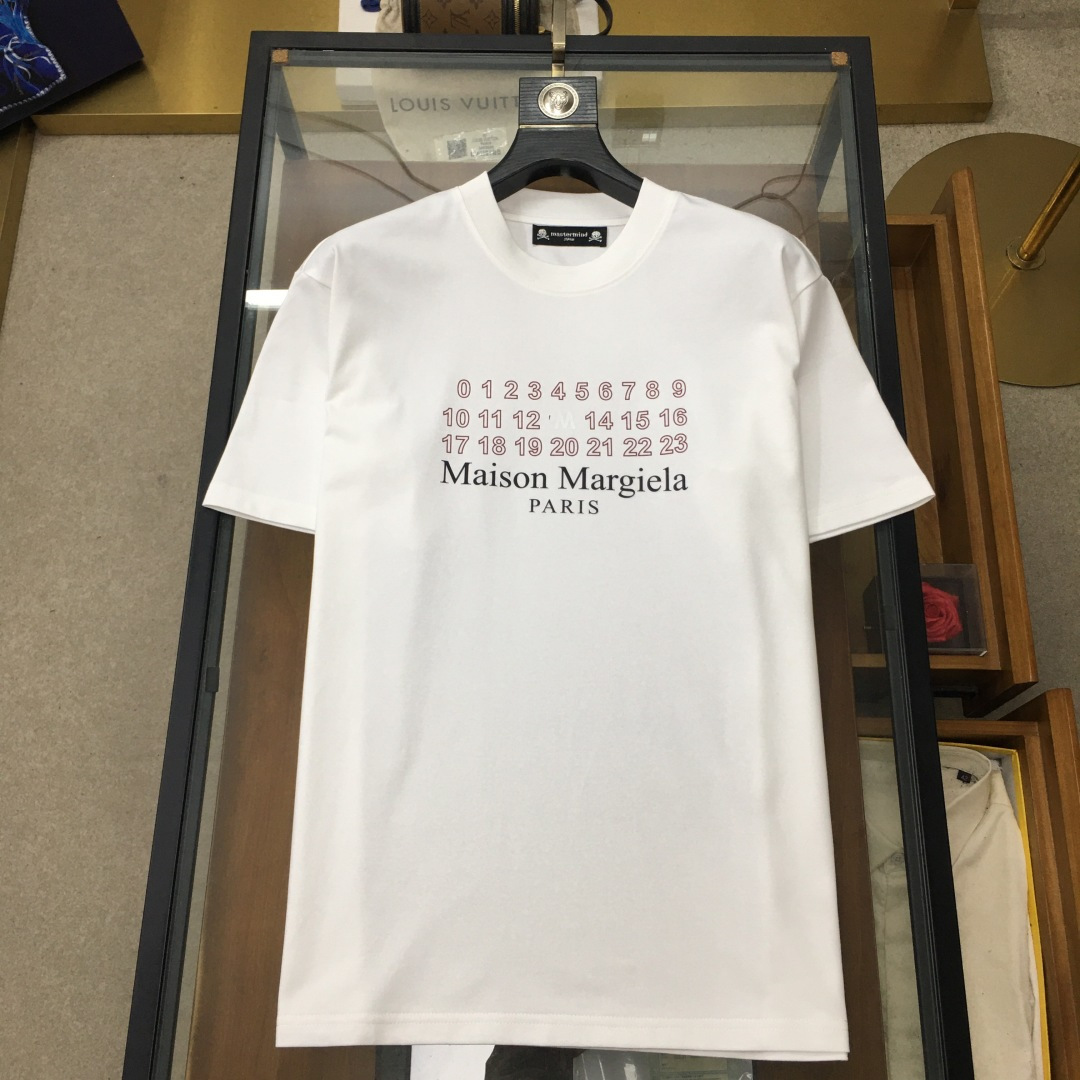 LOUIS VUITT
mastermind
JAPAN
0 1 2 3 4 5 6 7 8 9
10 11 12 'M 14 15 16
17 18 19 20 21 22 23
Maison Margiela
PARIS